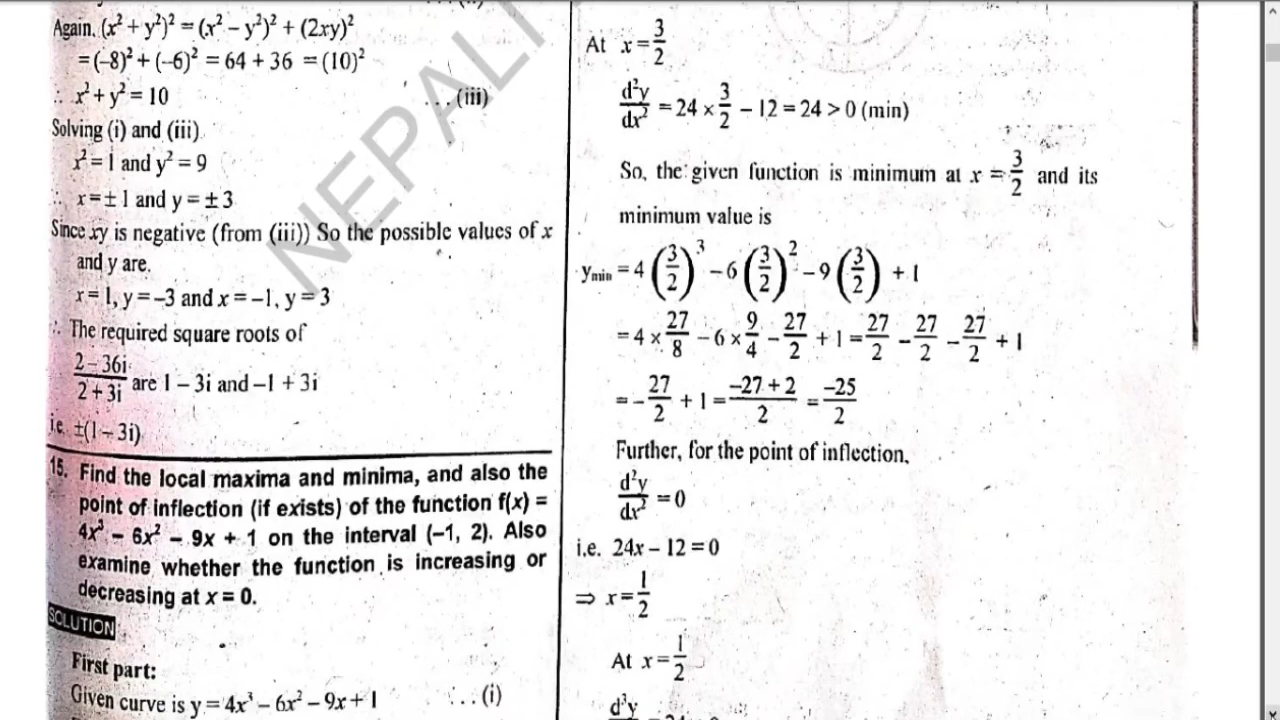 Again, (x² + y²)² = (x² – y²)² + (2xy)²
= (–8)² + (–6)² = 64 + 36 = (10)²
∴ x² + y² = 10 ...(iii)
Solving (i) and (iii)
x² = 1 and y² = 9
∴ x = ± 1 and y = ± 3
Since xy is negative (from (iii)) So the possible values of x
and y are.
x = 1, y = –3 and x = –1, y = 3
∴ The required square roots of
(2 – 36i)/(2 + 3i) are 1 – 3i and –1 + 3i
i.e. ±(1 – 3i)
15. Find the local maxima and minima, and also the
point of inflection (if exists) of the function f(x) =
4x³ – 6x² – 9x + 1 on the interval (–1, 2). Also
examine whether the function is increasing or
decreasing at x = 0.
SOLUTION
First part:
Given curve is y = 4x³ – 6x² – 9x + 1 ...(i)
At x = 3/2
d²y/dx² = 24 × 3/2 – 12 = 24 > 0 (min)
So, the given function is minimum at x = 3/2 and its
minimum value is
y_min = 4 (3/2)³ – 6 (3/2)² – 9 (3/2) + 1
= 4 × 27/8 – 6 × 9/4 – 27/2 + 1 = 27/2 – 27/2 – 27/2 + 1
= – 27/2 + 1 = (–27 + 2)/2 = –25/2
Further, for the point of inflection,
d²y/dx² = 0
i.e. 24x – 12 = 0
⇒ x = 1/2
At x = 1/2
NEPALI